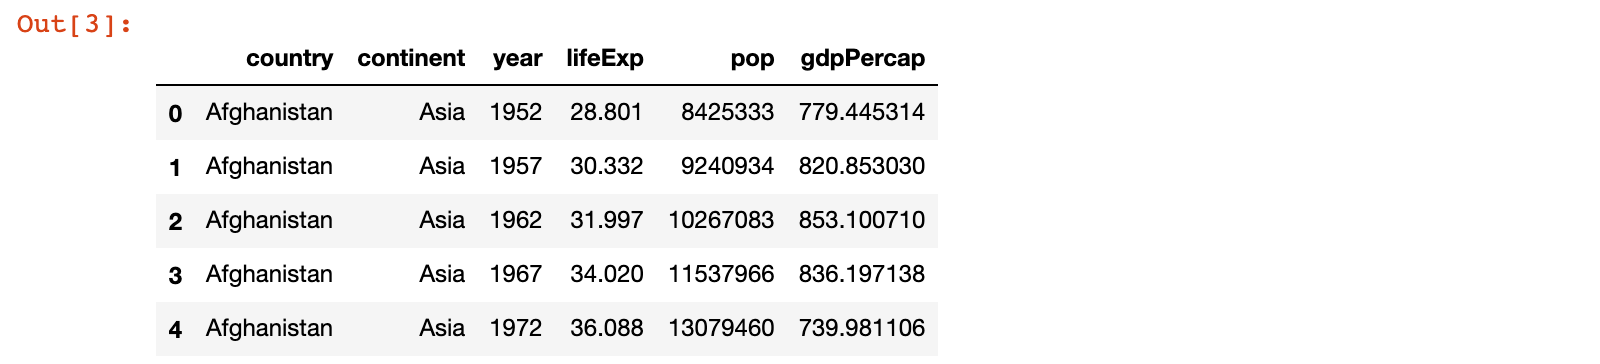 Out[3]:
country continent year lifeExp pop gdpPercap
0 Afghanistan Asia 1952 28.801 8425333 779.445314
1 Afghanistan Asia 1957 30.332 9240934 820.853030
2 Afghanistan Asia 1962 31.997 10267083 853.100710
3 Afghanistan Asia 1967 34.020 11537966 836.197138
4 Afghanistan Asia 1972 36.088 13079460 739.981106